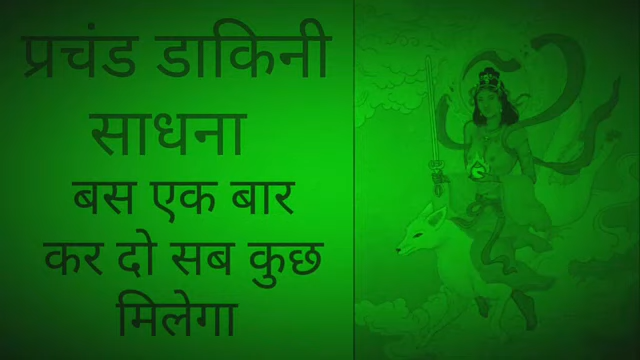 प्रचंड डाकिनी
साधना
बस एक बार
कर दो सब कुछ
मिलेगा